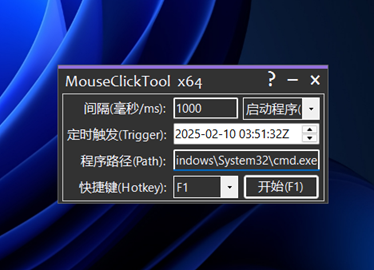 MouseClickTool x64 ? – ×
间隔(毫秒/ms): 1000 启动程序(
定时触发(Trigger): 2025-02-10 03:51:32Z
程序路径(Path): indows\System32\cmd.exe
快捷键(Hotkey): F1 开始(F1)